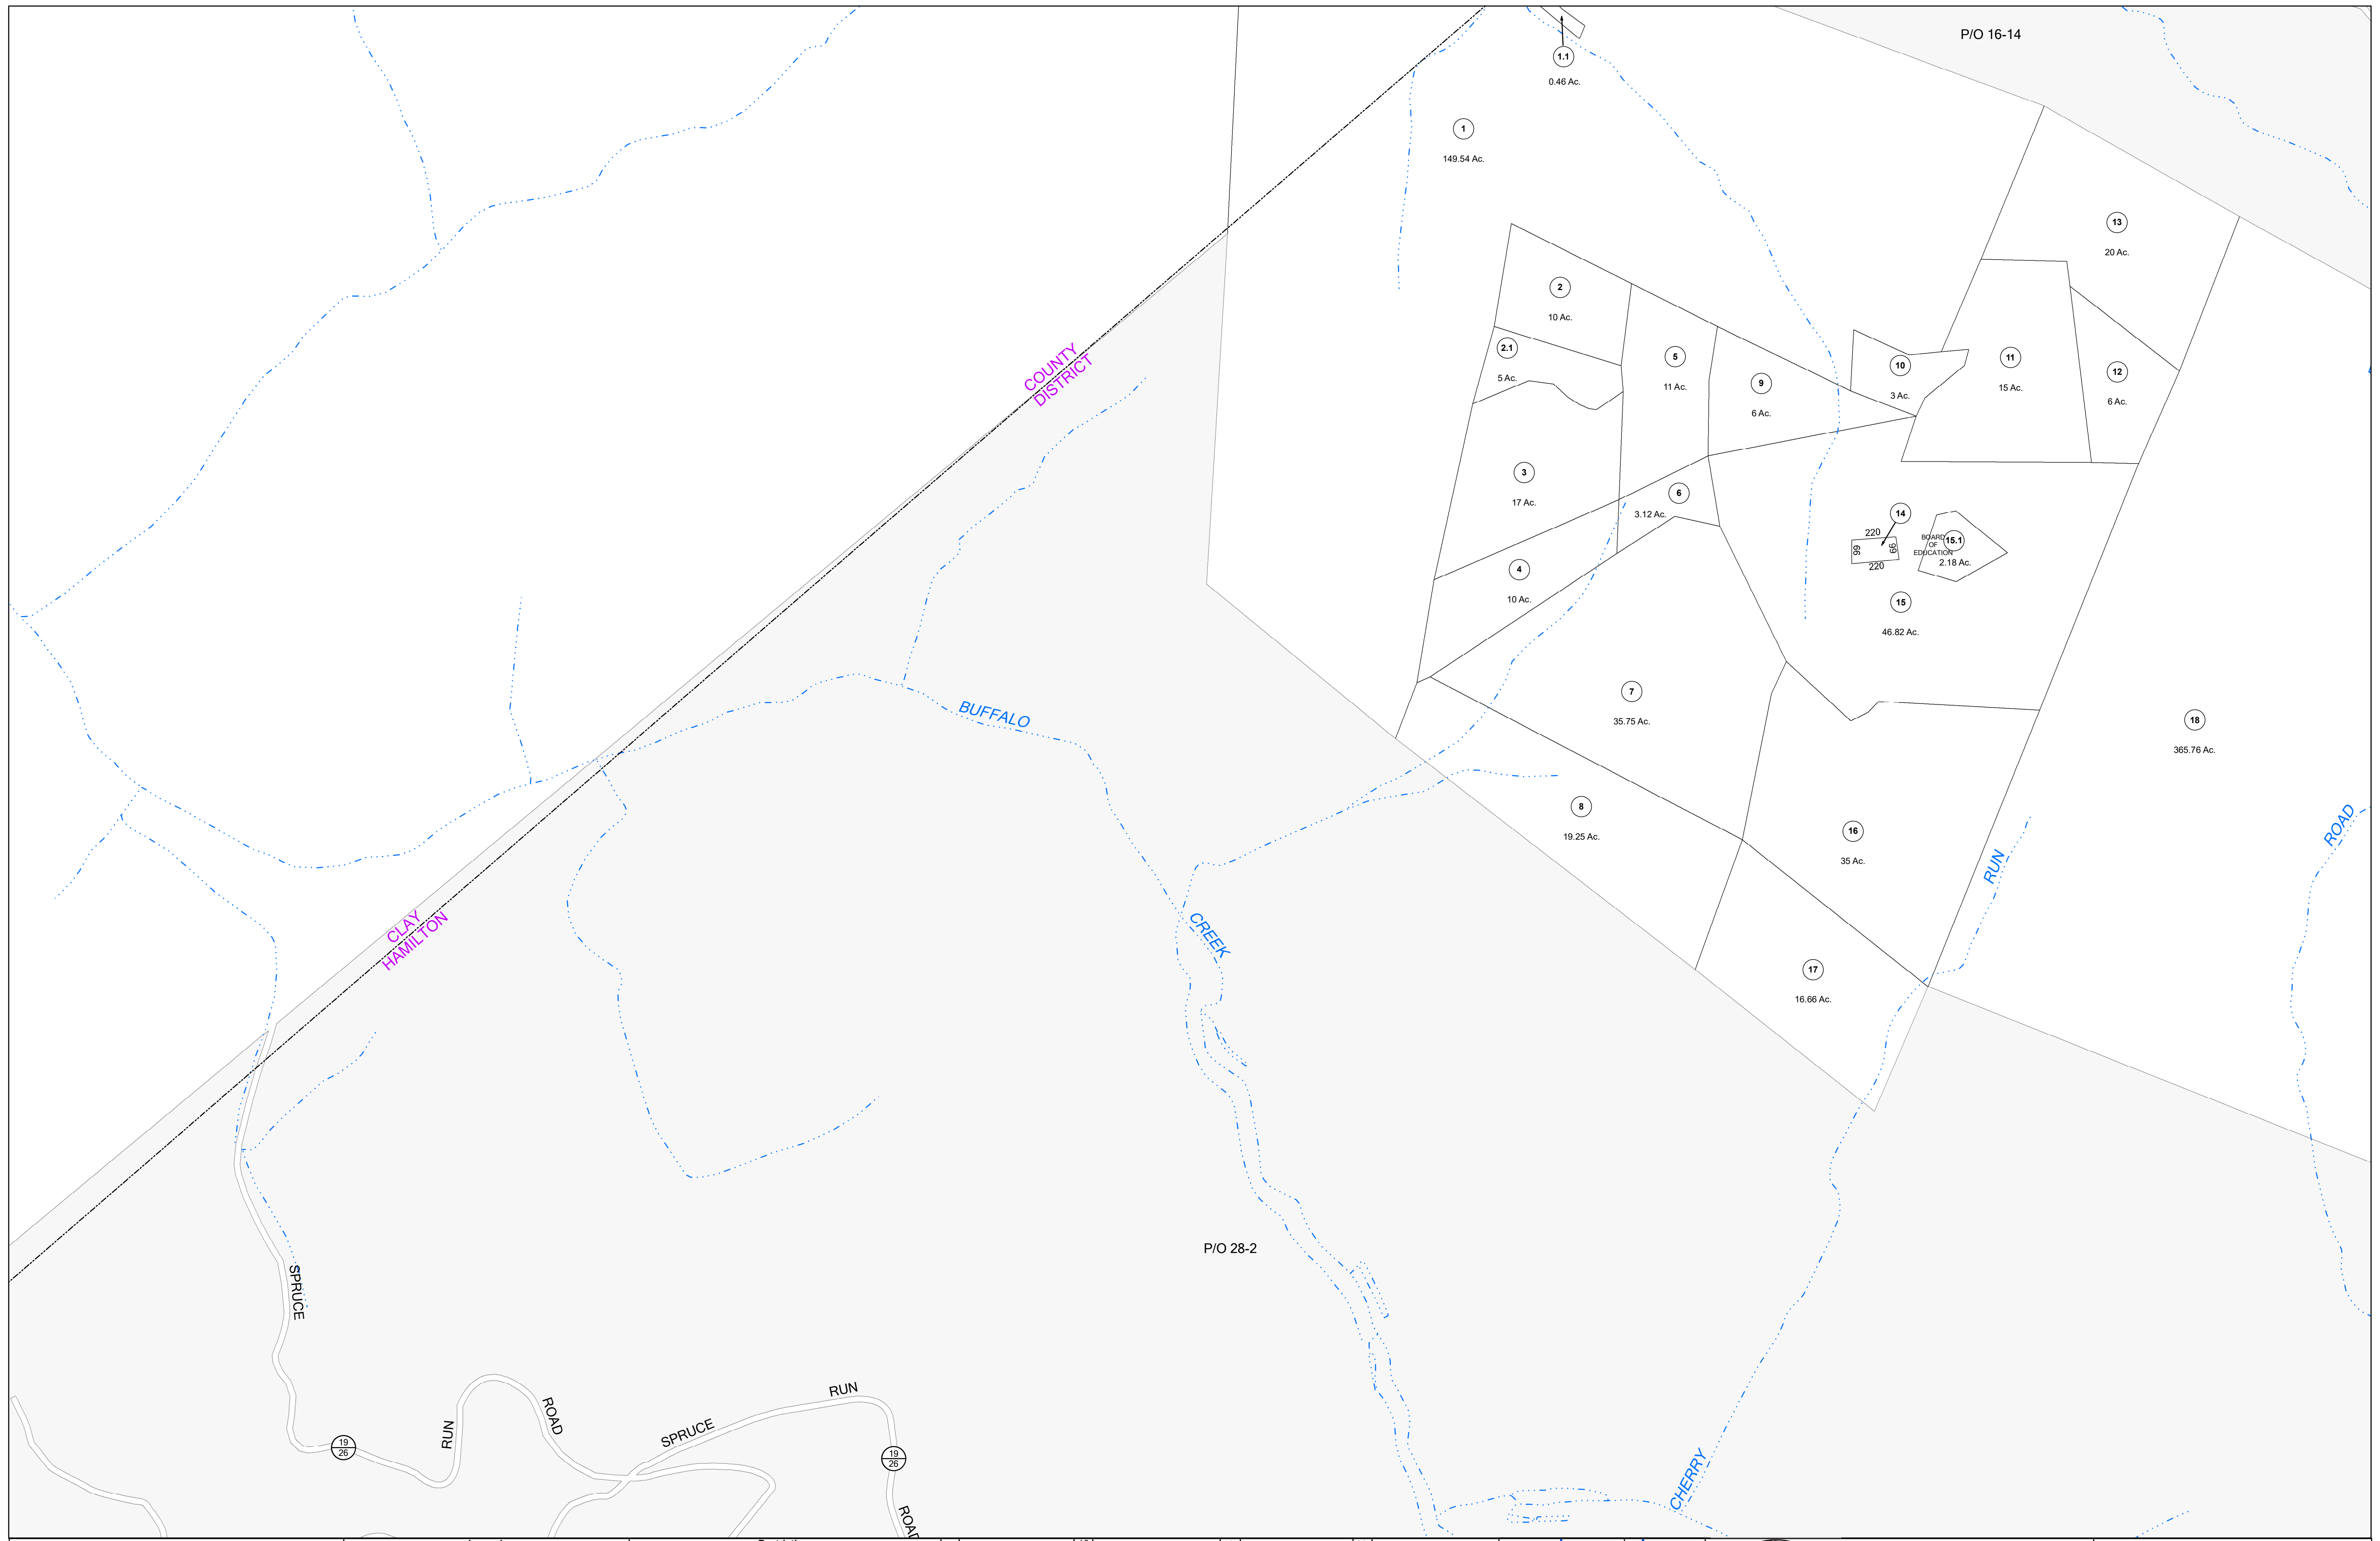 P/O 16-14
1.1
0.46 Ac.
1
149.54 Ac.
13
20 Ac.
2
10 Ac.
2.1
5 Ac.
5
11 Ac.
9
6 Ac.
10
3 Ac.
11
15 Ac.
12
6 Ac.
COUNTY
DISTRICT
3
17 Ac.
6
3.12 Ac.
14
220
99
66
220
BOARD
OF
EDUCATION
15.1
2.18 Ac.
4
10 Ac.
15
46.82 Ac.
7
35.75 Ac.
18
365.76 Ac.
BUFFALO
8
19.25 Ac.
16
35 Ac.
ROAD
RUN
CLAY
HAMILTON
CREEK
17
16.66 Ac.
P/O 28-2
SPRUCE
RUN
ROAD
SPRUCE
RUN
19
26
19
26
CHERRY
ROAD